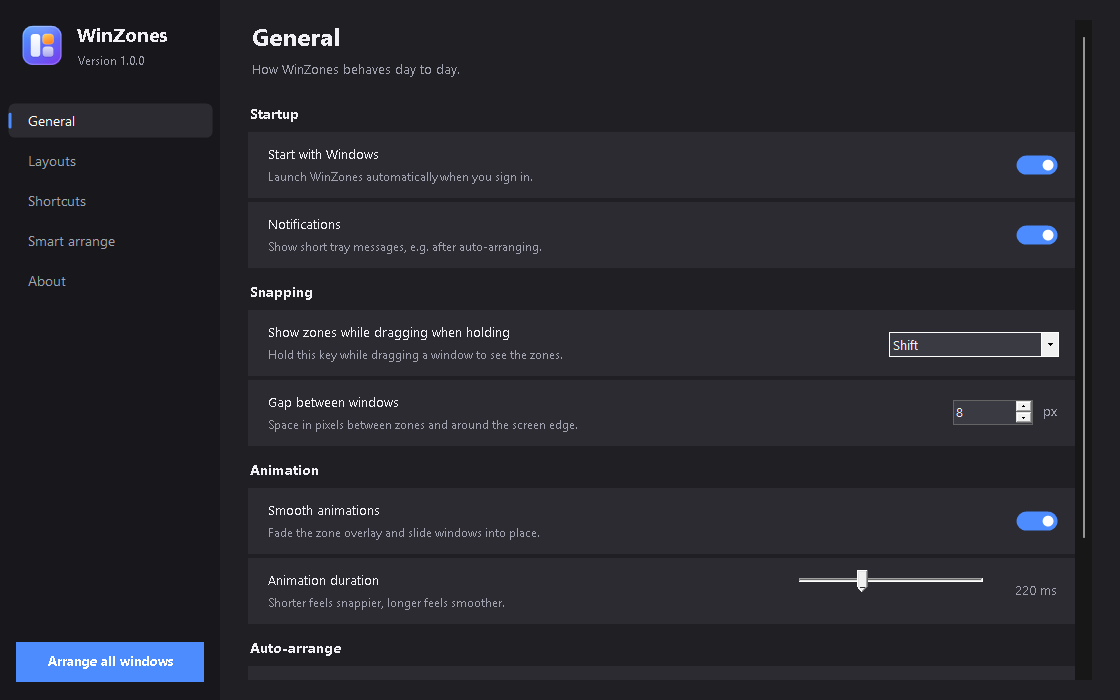 WinZones
Version 1.0.0
General
Layouts
Shortcuts
Smart arrange
About
Arrange all windows
General
How WinZones behaves day to day.
Startup
Start with Windows
Launch WinZones automatically when you sign in.
Notifications
Show short tray messages, e.g. after auto-arranging.
Snapping
Show zones while dragging when holding
Hold this key while dragging a window to see the zones.
Shift
Gap between windows
Space in pixels between zones and around the screen edge.
8 px
Animation
Smooth animations
Fade the zone overlay and slide windows into place.
Animation duration
Shorter feels snappier, longer feels smoother.
220 ms
Auto-arrange